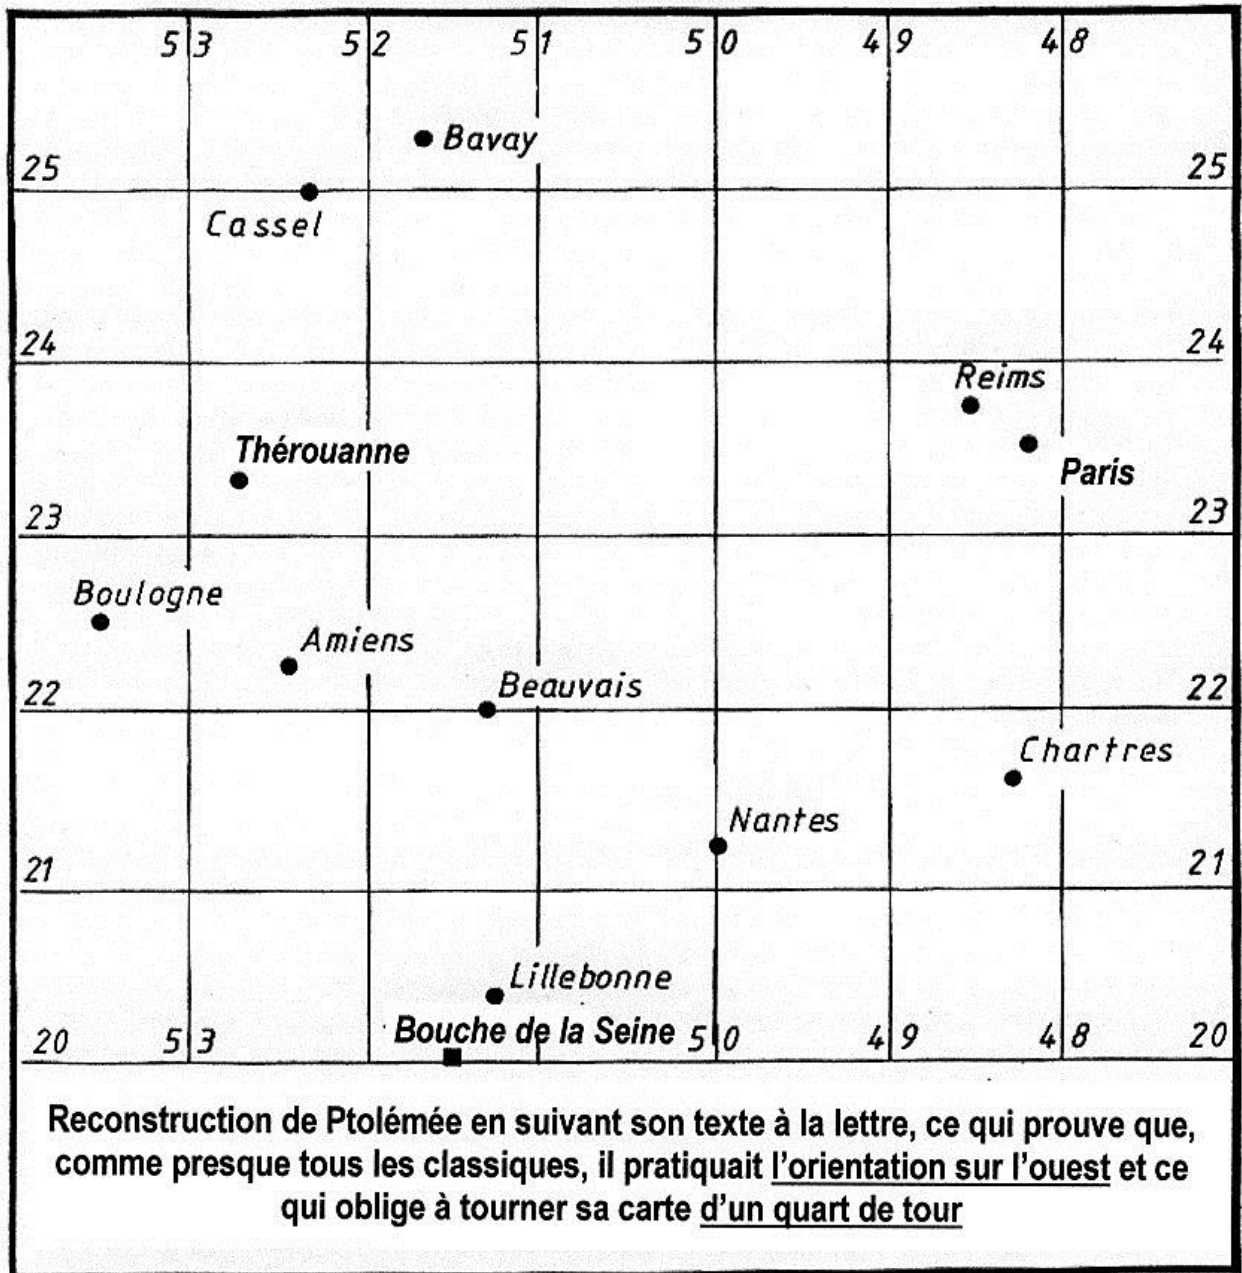 53 52 51 50 49 48
Bavay
25 25
Cassel
24 24
Reims
Thérouanne
Paris
23 23
Boulogne
Amiens
Beauvais
22 22
Chartres
Nantes
21 21
Lillebonne
Bouche de la Seine
20 53 50 49 48 20
Reconstruction de Ptolémée en suivant son texte à la lettre, ce qui prouve que,
comme presque tous les classiques, il pratiquait l'orientation sur l'ouest et ce
qui oblige à tourner sa carte d'un quart de tour